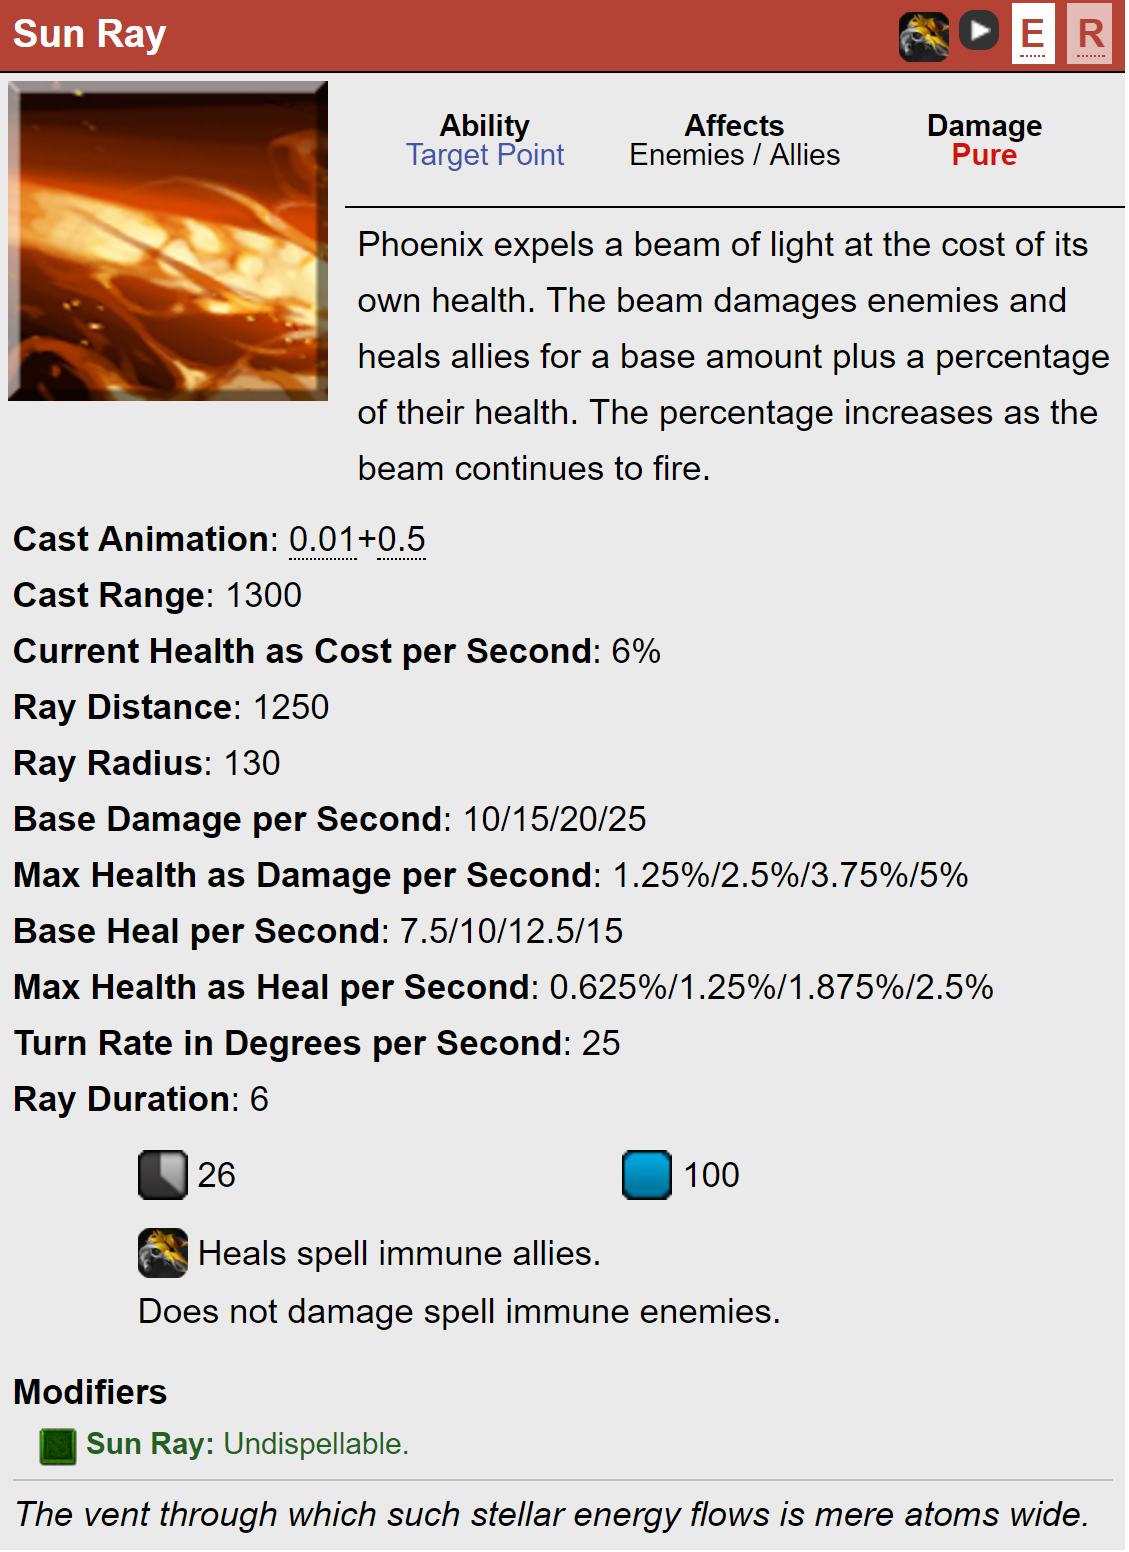 Sun Ray
E R
Ability Affects Damage
Target Point Enemies / Allies Pure
Phoenix expels a beam of light at the cost of its
own health. The beam damages enemies and
heals allies for a base amount plus a percentage
of their health. The percentage increases as the
beam continues to fire.
Cast Animation: 0.01+0.5
Cast Range: 1300
Current Health as Cost per Second: 6%
Ray Distance: 1250
Ray Radius: 130
Base Damage per Second: 10/15/20/25
Max Health as Damage per Second: 1.25%/2.5%/3.75%/5%
Base Heal per Second: 7.5/10/12.5/15
Max Health as Heal per Second: 0.625%/1.25%/1.875%/2.5%
Turn Rate in Degrees per Second: 25
Ray Duration: 6
26 100
Heals spell immune allies.
Does not damage spell immune enemies.
Modifiers
Sun Ray: Undispellable.
The vent through which such stellar energy flows is mere atoms wide.